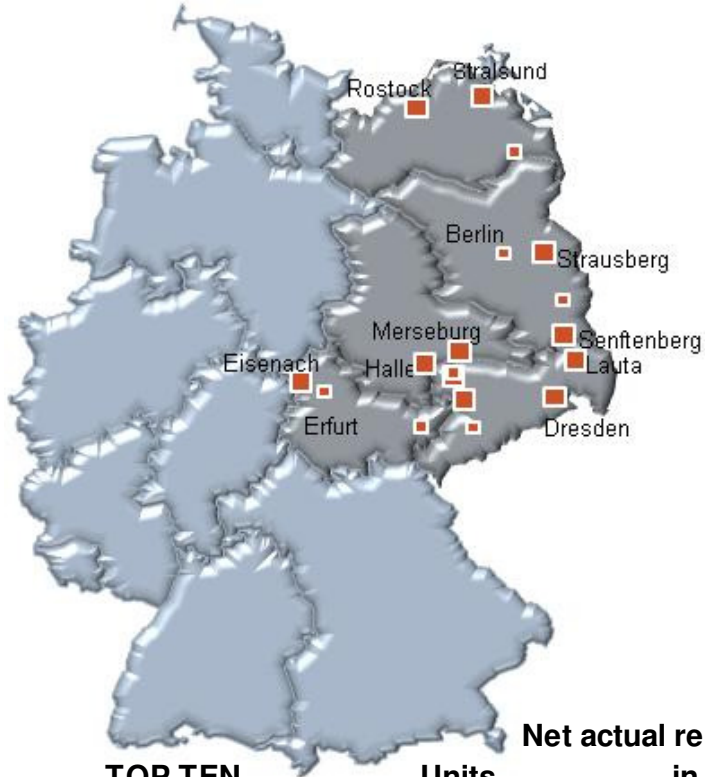 Stralsund
Rostock
Berlin
Strausberg
Merseburg
Senftenberg
Eisenach
Halle
Lauta
Erfurt
Dresden
Net actual re
TOP TEN Units in